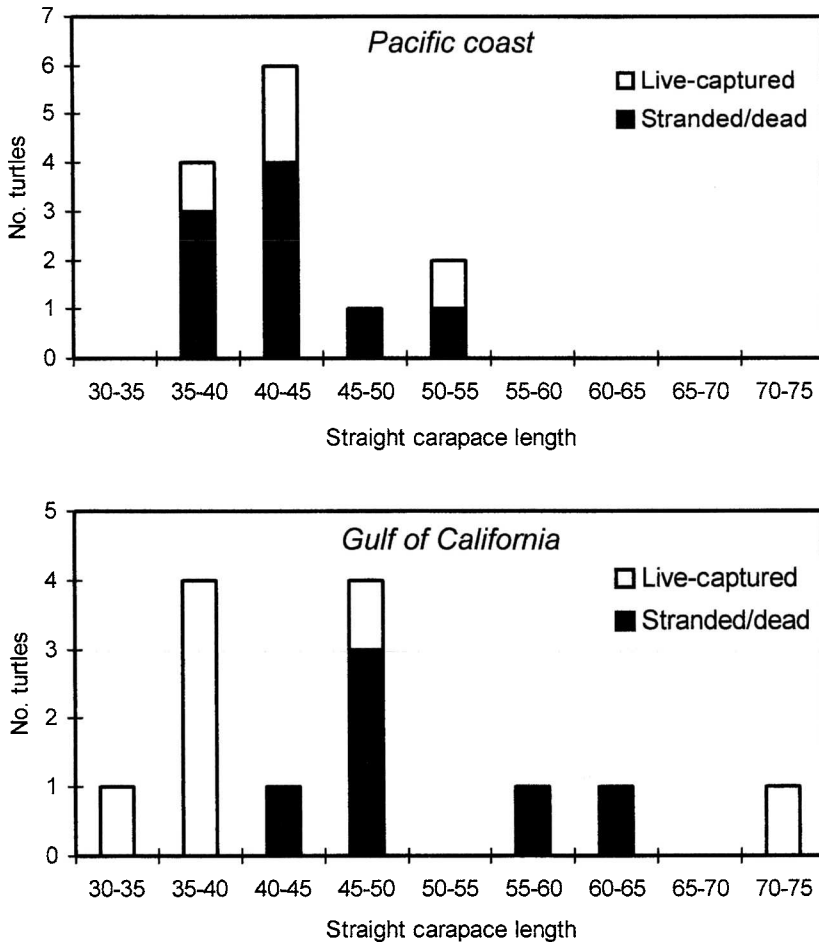 Pacific coast
Live-captured
Stranded/dead
No. turtles
7
6
5
4
3
2
1
0
30-35 35-40 40-45 45-50 50-55 55-60 60-65 65-70 70-75
Straight carapace length
Gulf of California
Live-captured
Stranded/dead
No. turtles
5
4
3
2
1
0
30-35 35-40 40-45 45-50 50-55 55-60 60-65 65-70 70-75
Straight carapace length